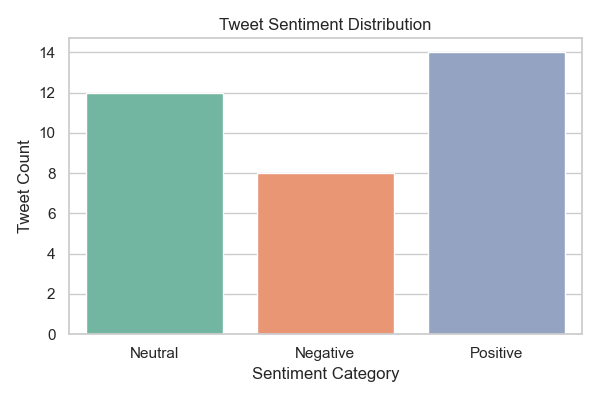 Tweet Sentiment Distribution
Tweet Count
14
12
10
8
6
4
2
0
Neutral Negative Positive
Sentiment Category